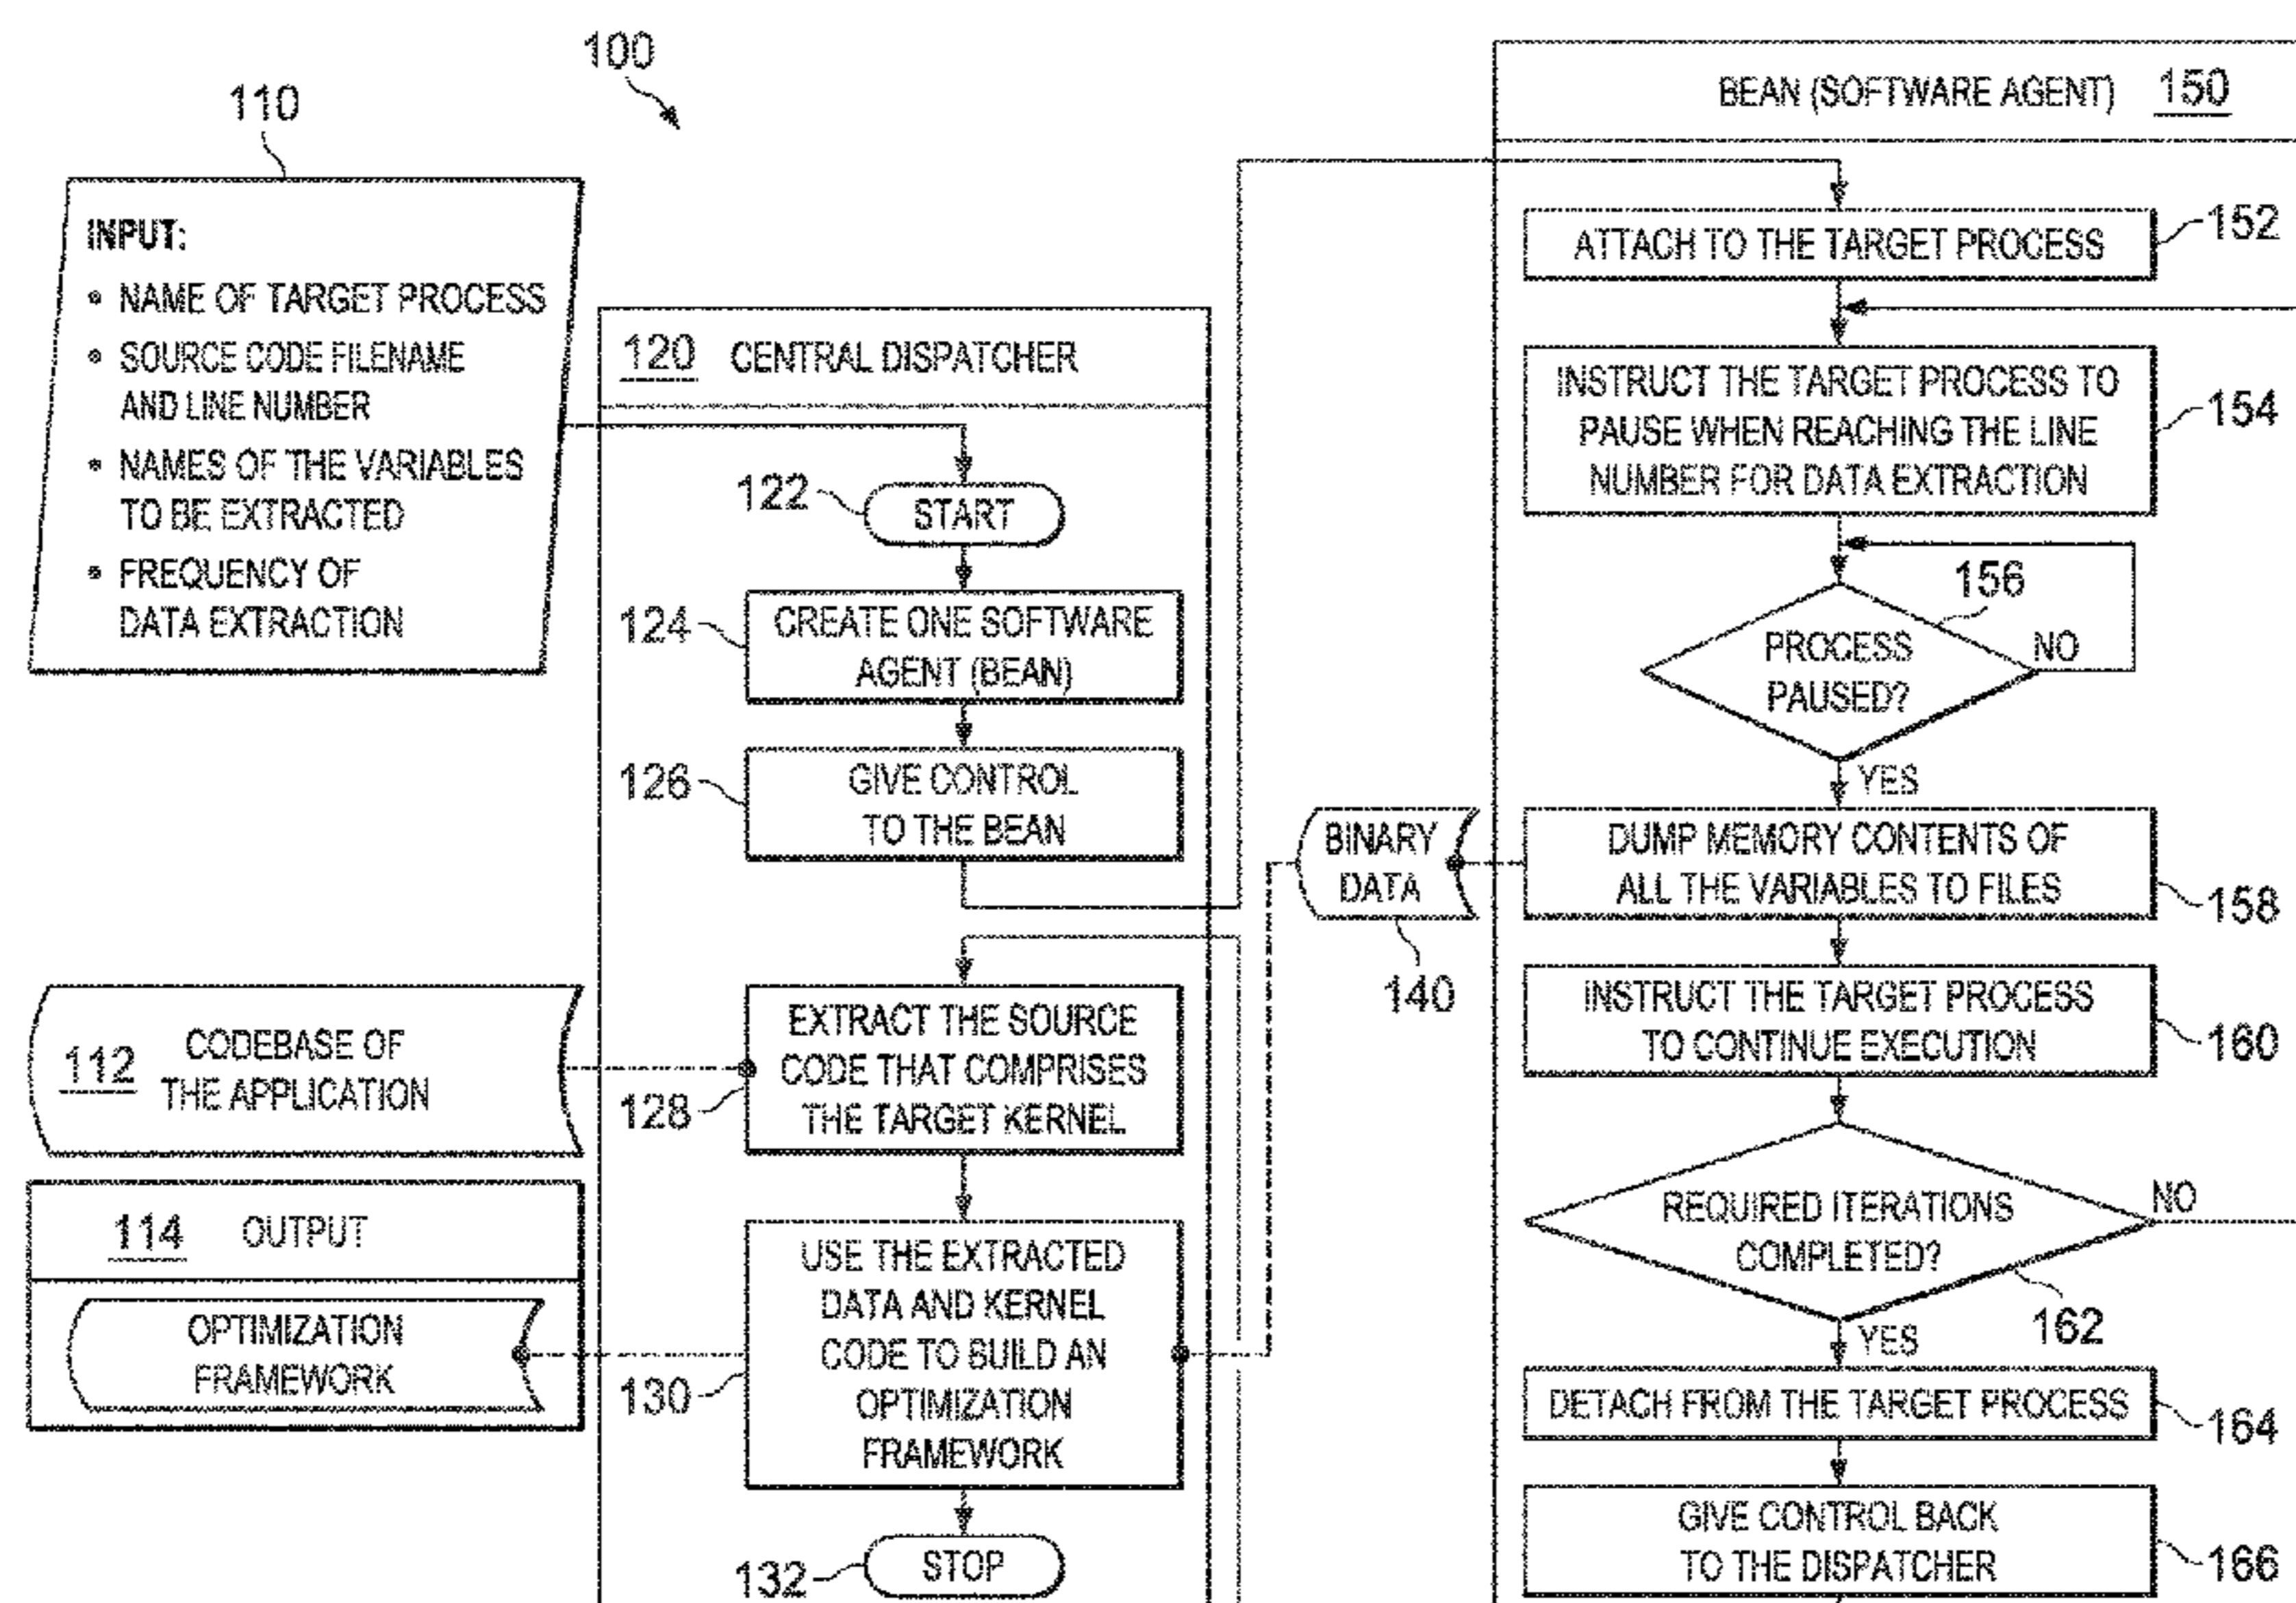 100
110
INPUT:
• NAME OF TARGET PROCESS
• SOURCE CODE FILENAME
AND LINE NUMBER
• NAMES OF THE VARIABLES
TO BE EXTRACTED
• FREQUENCY OF
DATA EXTRACTION
112 CODEBASE OF
THE APPLICATION
114 OUTPUT
OPTIMIZATION
FRAMEWORK
120 CENTRAL DISPATCHER
122
START
124
CREATE ONE SOFTWARE
AGENT (BEAN)
126
GIVE CONTROL
TO THE BEAN
128
EXTRACT THE SOURCE
CODE THAT COMPRISES
THE TARGET KERNEL
130
USE THE EXTRACTED
DATA AND KERNEL
CODE TO BUILD AN
OPTIMIZATION
FRAMEWORK
132
STOP
BINARY
DATA
140
BEAN (SOFTWARE AGENT) 150
ATTACH TO THE TARGET PROCESS
152
INSTRUCT THE TARGET PROCESS TO
PAUSE WHEN REACHING THE LINE
NUMBER FOR DATA EXTRACTION
154
156
PROCESS
PAUSED?
NO
YES
DUMP MEMORY CONTENTS OF
ALL THE VARIABLES TO FILES
158
INSTRUCT THE TARGET PROCESS
TO CONTINUE EXECUTION
160
REQUIRED ITERATIONS
COMPLETED?
NO
162
YES
DETACH FROM THE TARGET PROCESS
164
GIVE CONTROL BACK
TO THE DISPATCHER
166